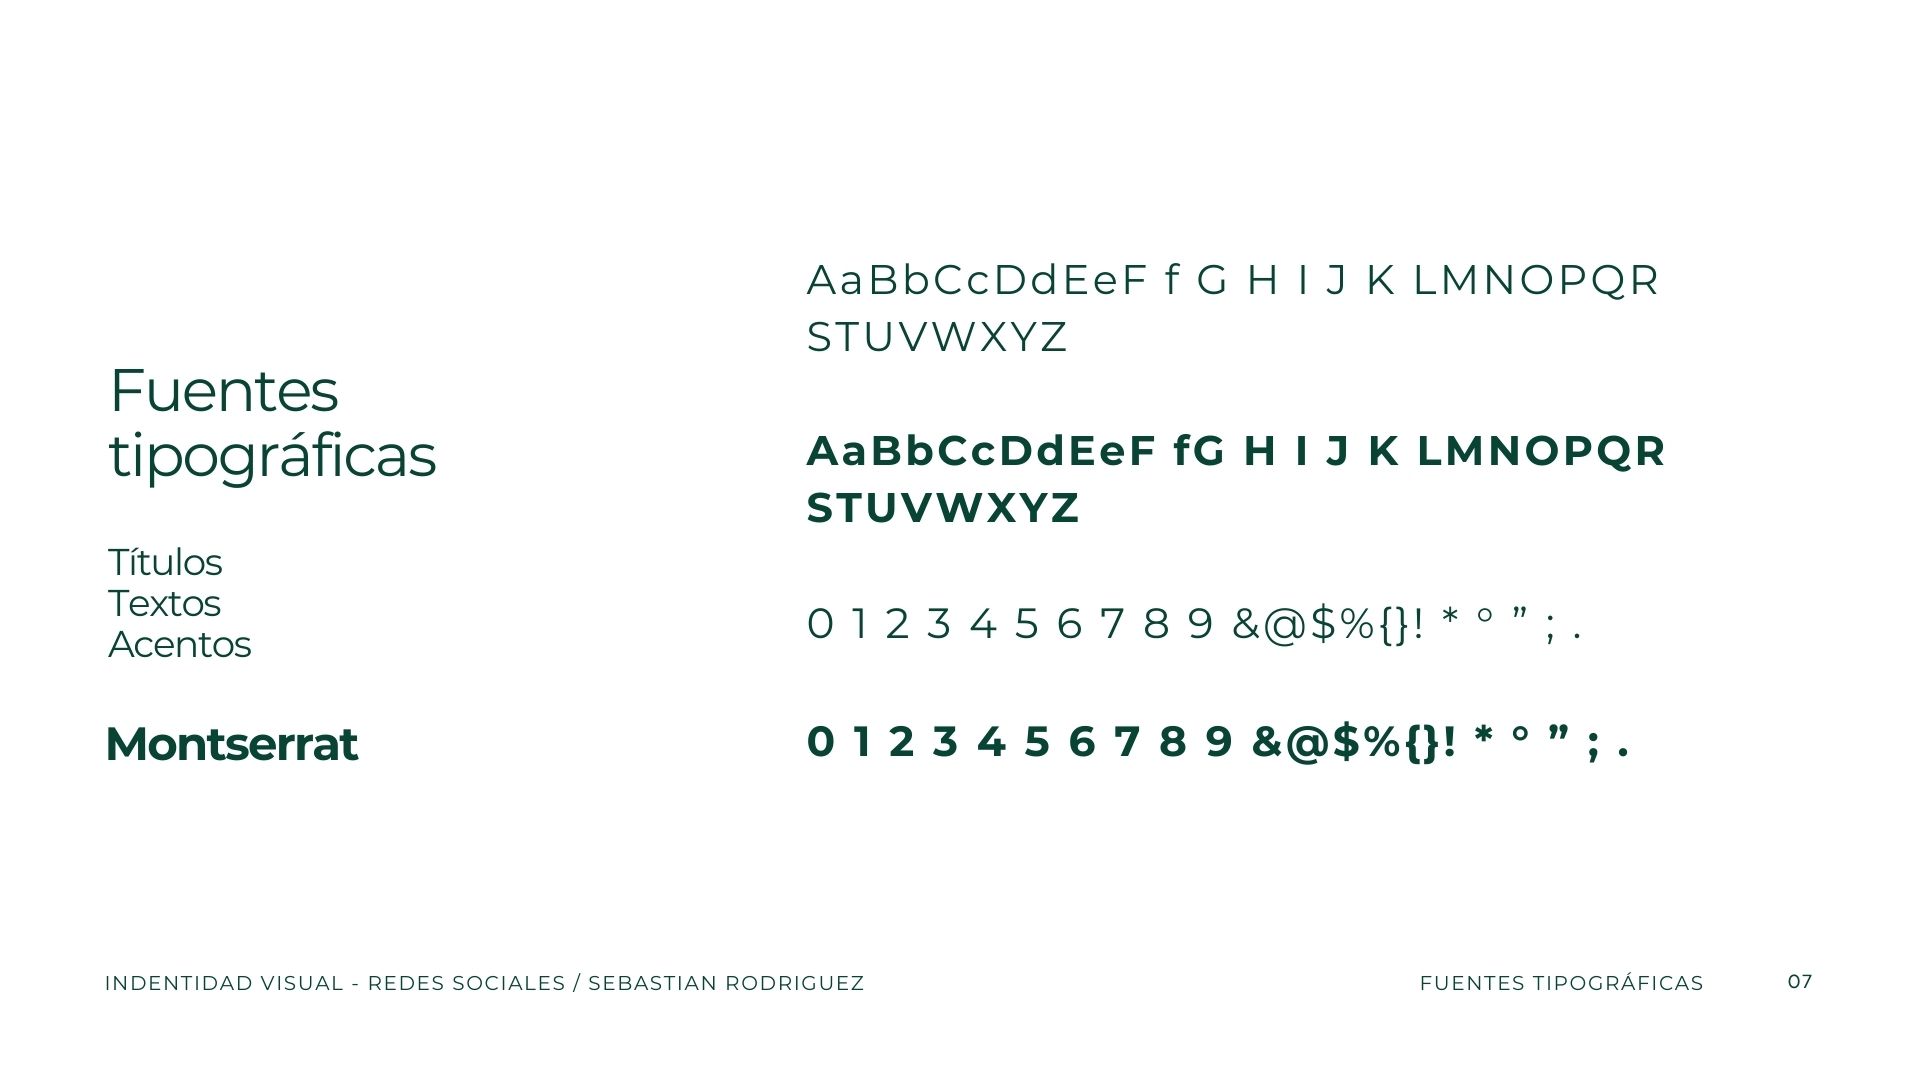 Fuentes
tipográficas
Títulos
Textos
Acentos
Montserrat
AaBbCcDdEeF f G H I J K LMNOPQR
STUVWXYZ
AaBbCcDdEeF fG H I J K LMNOPQR
STUVWXYZ
0 1 2 3 4 5 6 7 8 9 &@$%{}! * ° ” ; .
0 1 2 3 4 5 6 7 8 9 &@$%{}! * ° ” ; .
INDENTIDAD VISUAL - REDES SOCIALES / SEBASTIAN RODRIGUEZ
FUENTES TIPOGRÁFICAS
07